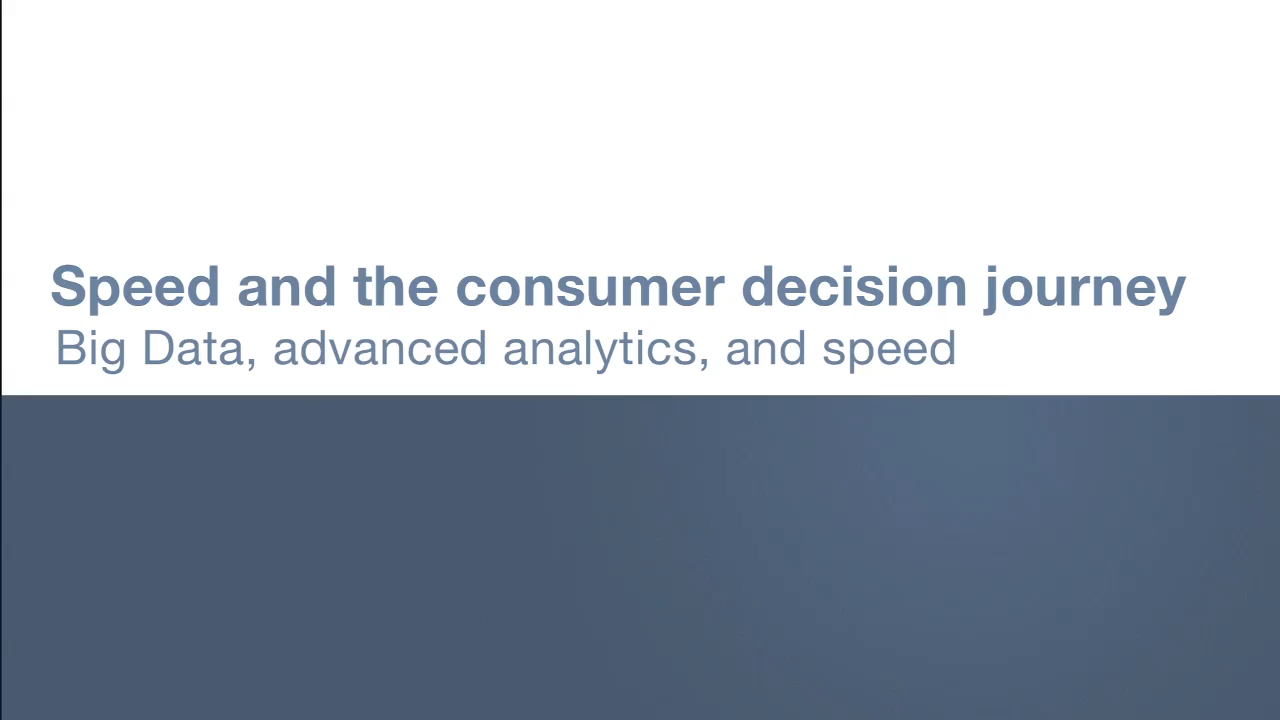 Speed and the consumer decision journey
Big Data, advanced analytics, and speed